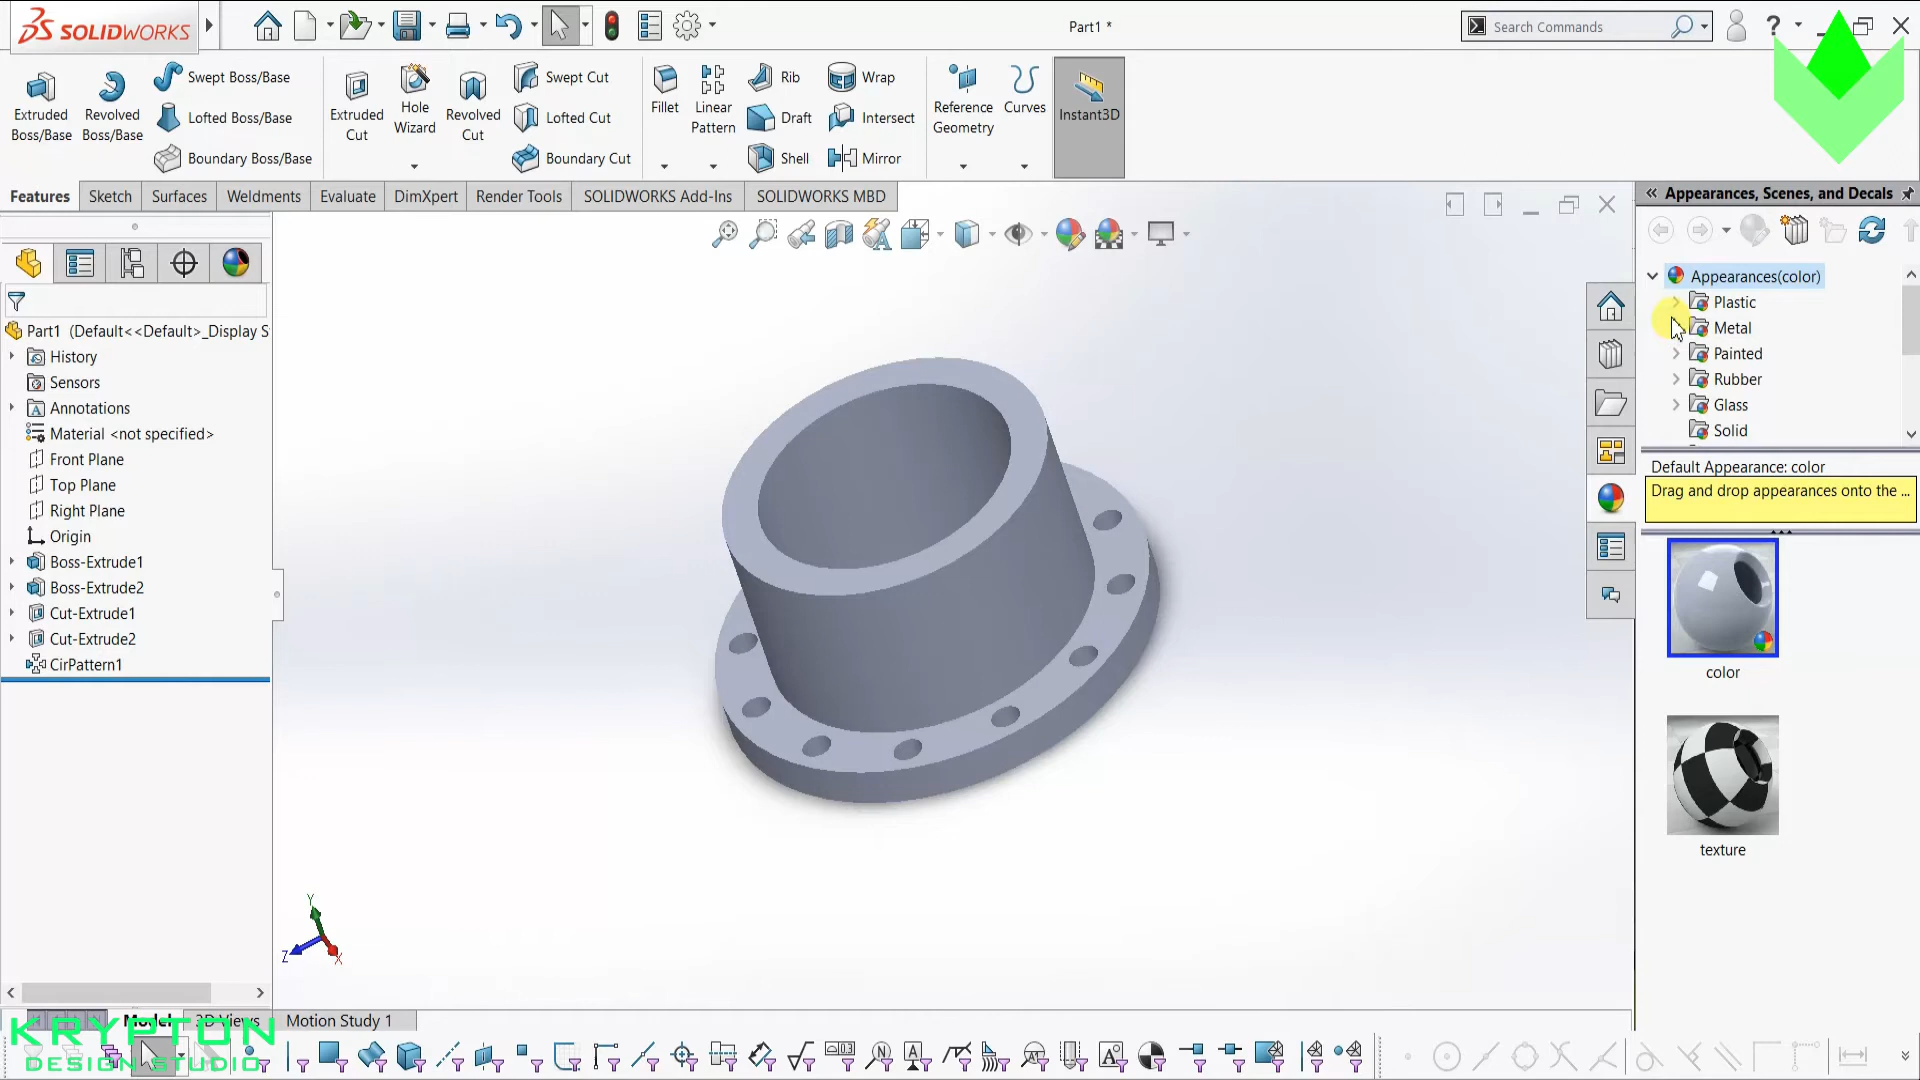 SOLIDWORKS
Part1 *
Search Commands
?
Extruded Boss/Base
Revolved Boss/Base
Swept Boss/Base
Lofted Boss/Base
Boundary Boss/Base
Extruded Cut
Hole Wizard
Revolved Cut
Swept Cut
Lofted Cut
Boundary Cut
Fillet
Linear Pattern
Rib
Draft
Shell
Wrap
Intersect
Mirror
Reference Geometry
Curves
Instant3D
Features
Sketch
Surfaces
Weldments
Evaluate
DimXpert
Render Tools
SOLIDWORKS Add-Ins
SOLIDWORKS MBD
Part1 (Default<<Default>_Display S
History
Sensors
Annotations
Material <not specified>
Front Plane
Top Plane
Right Plane
Origin
Boss-Extrude1
Boss-Extrude2
Cut-Extrude1
Cut-Extrude2
CirPattern1
Y
Z
X
Appearances, Scenes, and Decals
Appearances(color)
Plastic
Metal
Painted
Rubber
Glass
Solid
Default Appearance: color
Drag and drop appearances onto the ...
color
texture
Model
3D Views
Motion Study 1
KRYPTON
DESIGN STUDIO